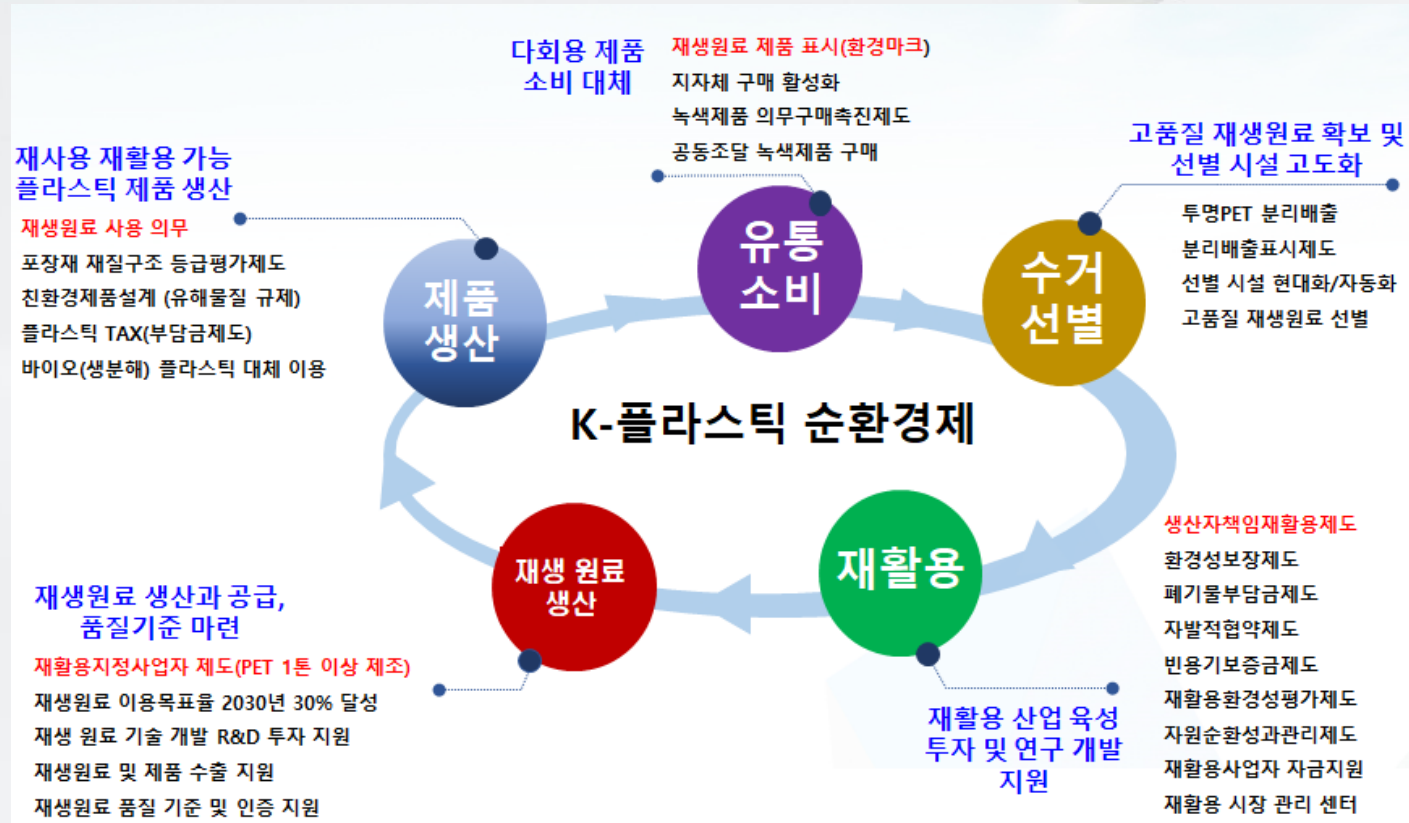 다회용 제품
소비 대체
재생원료 제품 표시(환경마크)
지자체 구매 활성화
녹색제품 의무구매촉진제도
공동조달 녹색제품 구매
고품질 재생원료 확보 및
선별 시설 고도화
투명PET 분리배출
분리배출표시제도
선별 시설 현대화/자동화
고품질 재생원료 선별
재사용 재활용 가능
플라스틱 제품 생산
재생원료 사용 의무
포장재 재질구조 등급평가제도
친환경제품설계 (유해물질 규제)
플라스틱 TAX(부담금제도)
바이오(생분해) 플라스틱 대체 이용
제품
생산
유통
소비
수거
선별
K-플라스틱 순환경제
재생 원료
생산
재활용
재생원료 생산과 공급,
품질기준 마련
재활용지정사업자 제도(PET 1톤 이상 제조)
재생원료 이용목표율 2030년 30% 달성
재생 원료 기술 개발 R&D 투자 지원
재생원료 및 제품 수출 지원
재생원료 품질 기준 및 인증 지원
재활용 산업 육성
투자 및 연구 개발
지원
생산자책임재활용제도
환경성보장제도
폐기물부담금제도
자발적협약제도
빈용기보증금제도
재활용환경성평가제도
자원순환성과관리제도
재활용사업자 자금지원
재활용 시장 관리 센터